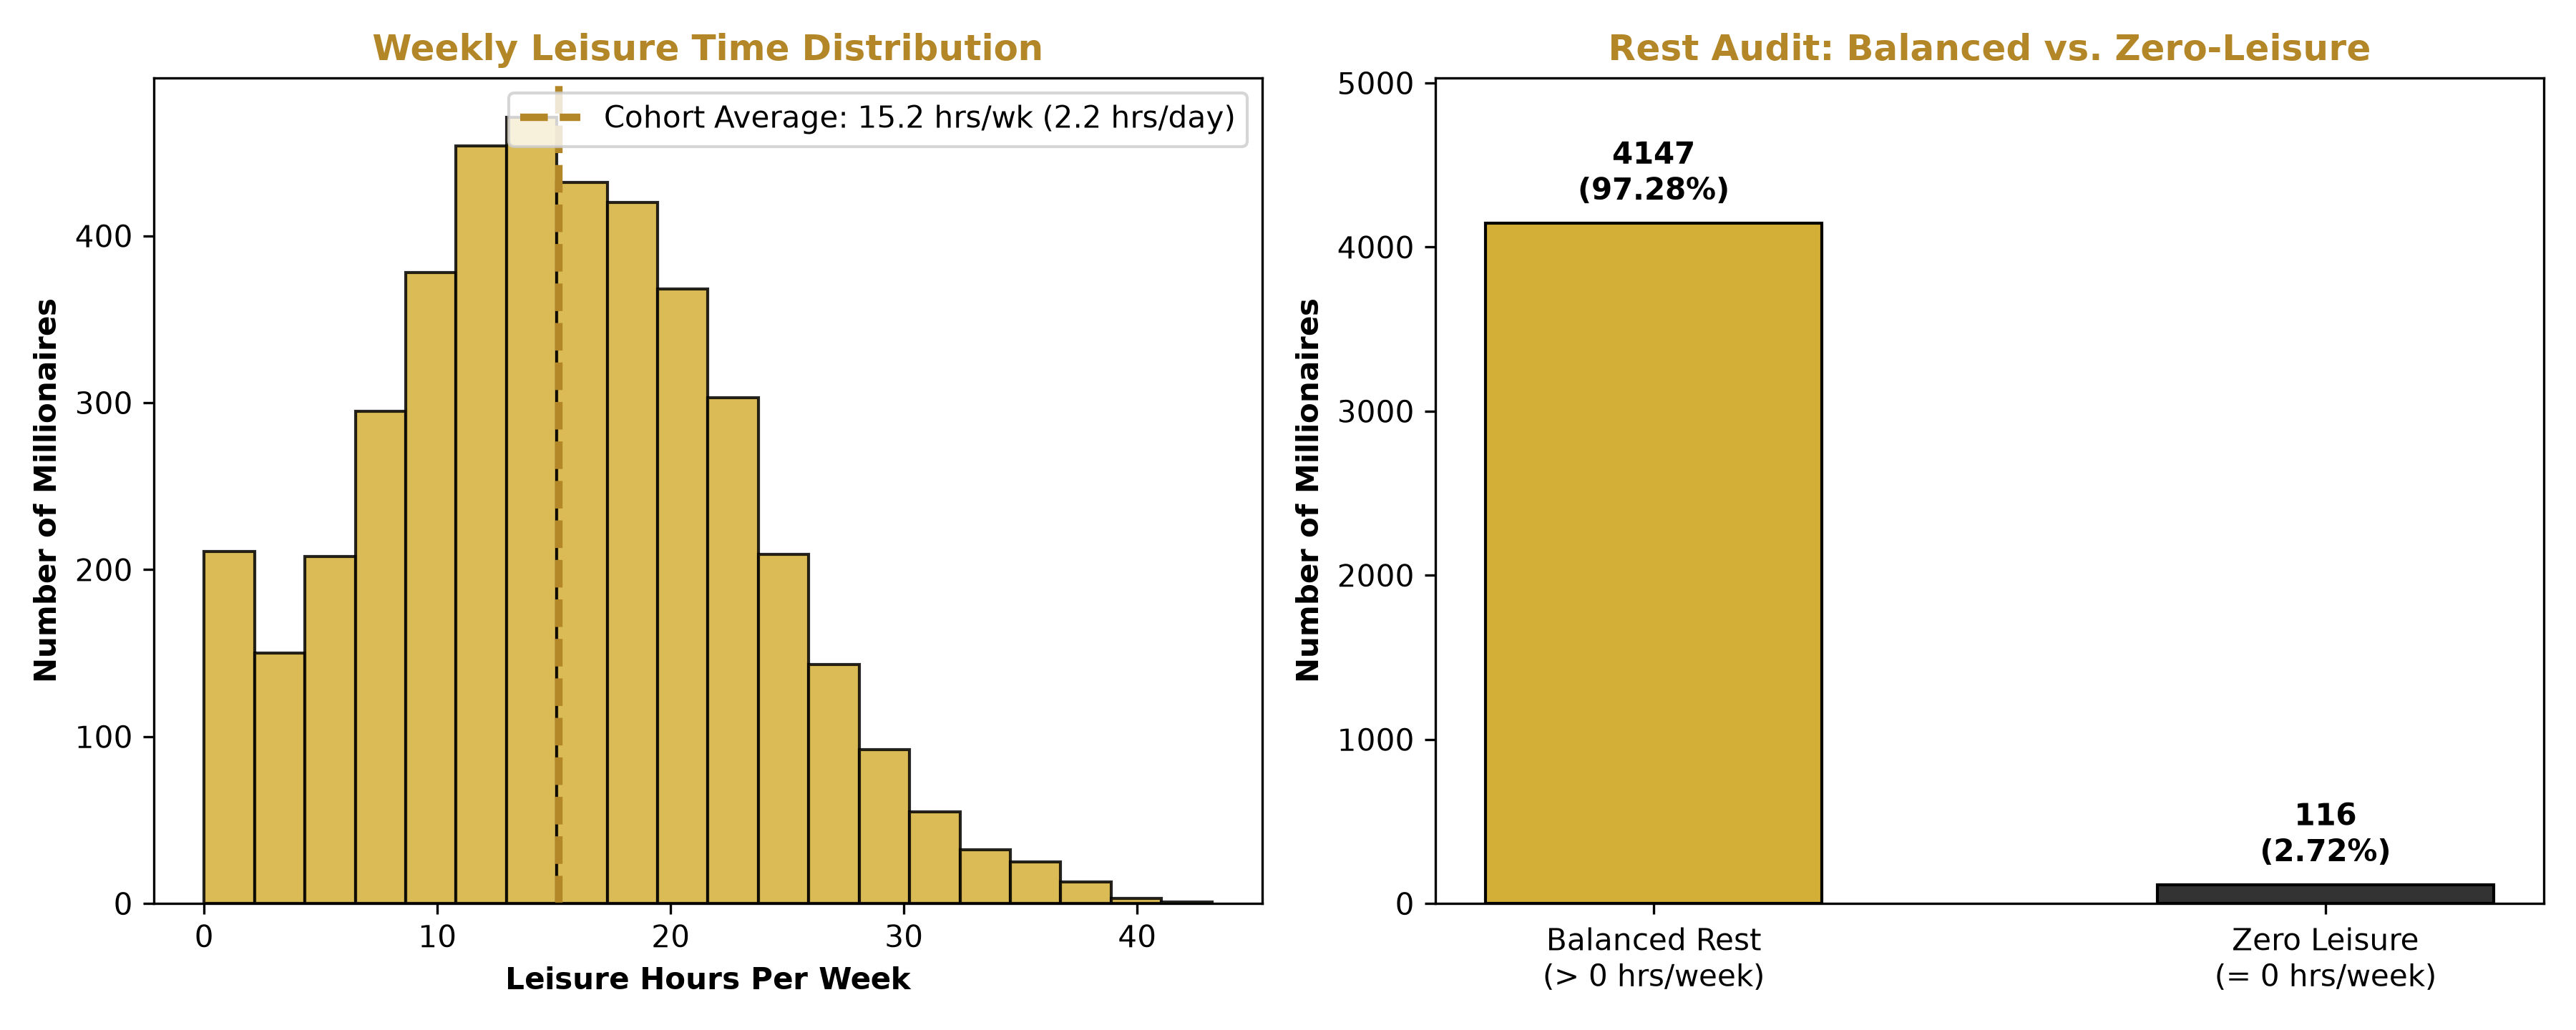 Weekly Leisure Time Distribution
Cohort Average: 15.2 hrs/wk (2.2 hrs/day)
Number of Millionaires
400
300
200
100
0
0 10 20 30 40
Leisure Hours Per Week
Rest Audit: Balanced vs. Zero-Leisure
Number of Millionaires
5000
4000
3000
2000
1000
0
4147
(97.28%)
116
(2.72%)
Balanced Rest
(> 0 hrs/week)
Zero Leisure
(= 0 hrs/week)